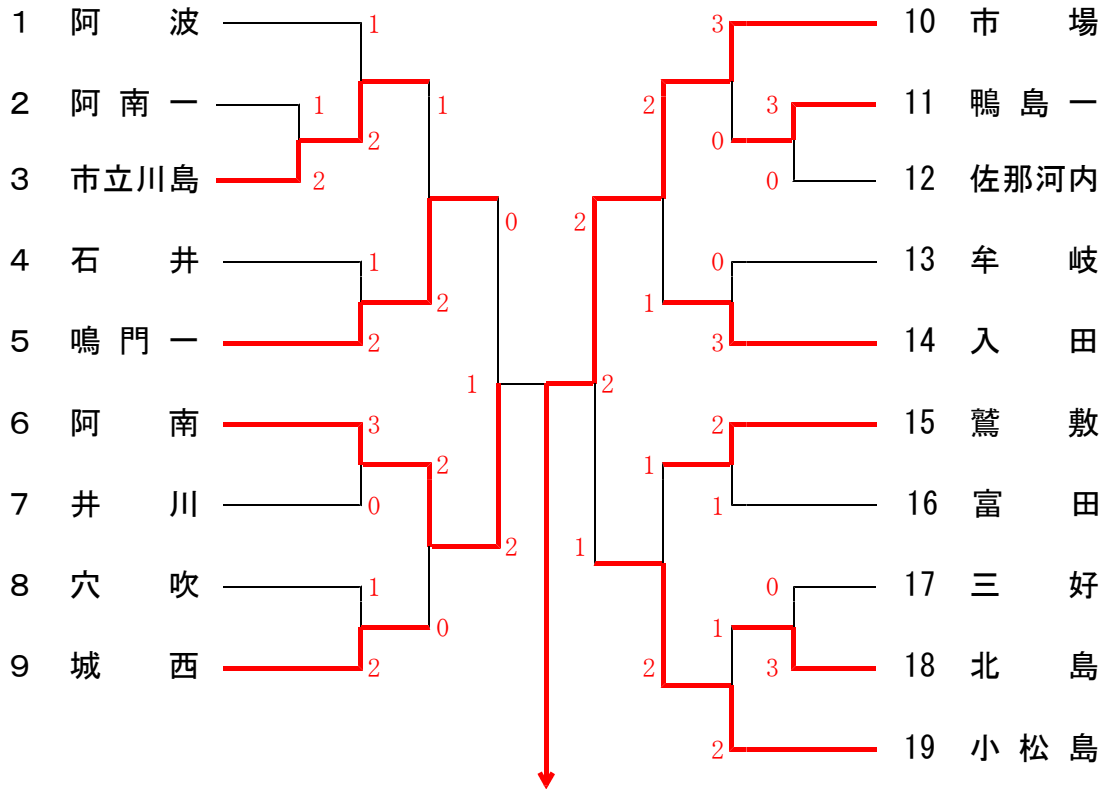 1 阿波 1 3 10 市場
2 阿南一 1 1 2 3 11 鴨島一
2 0
3 市立川島 2 0 12 佐那河内
0 2
4 石井 1 0 13 牟岐
2 1
5 鳴門一 2 3 14 入田
1 2
6 阿南 3 2 15 鷲敷
2 1
7 井川 0 1 16 富田
2 1
8 穴吹 1 0 17 三好
0 1
9 城西 2 2 3 18 北島
2 19 小松島